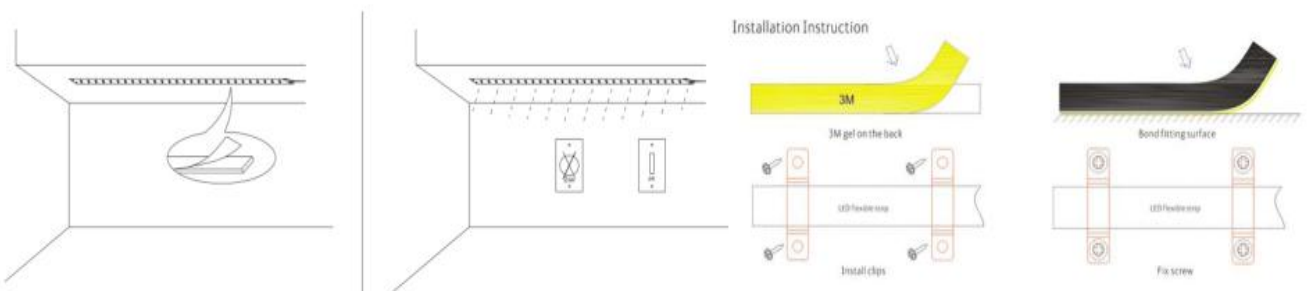 Installation Instruction
3M
3M gel on the back
Bond fitting surface
LED flexible strip
LED flexible strip
Install clips
Fix screw